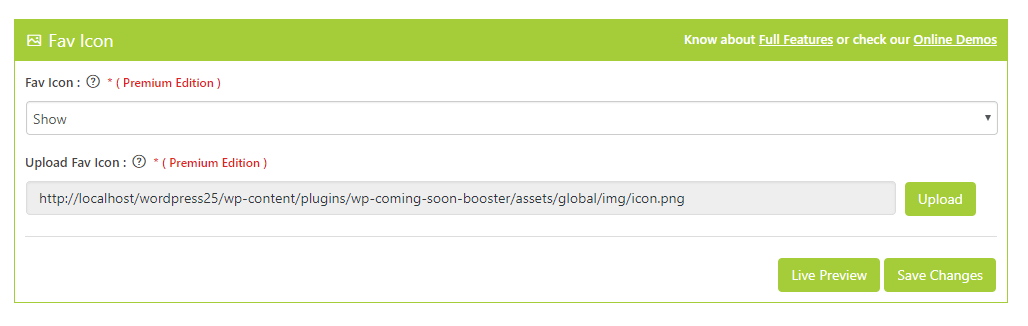 Fav Icon
Know about Full Features or check our Online Demos
Fav Icon : ? * ( Premium Edition )
Show
Upload Fav Icon : ? * ( Premium Edition )
http://localhost/wordpress25/wp-content/plugins/wp-coming-soon-booster/assets/global/img/icon.png
Upload
Live Preview
Save Changes